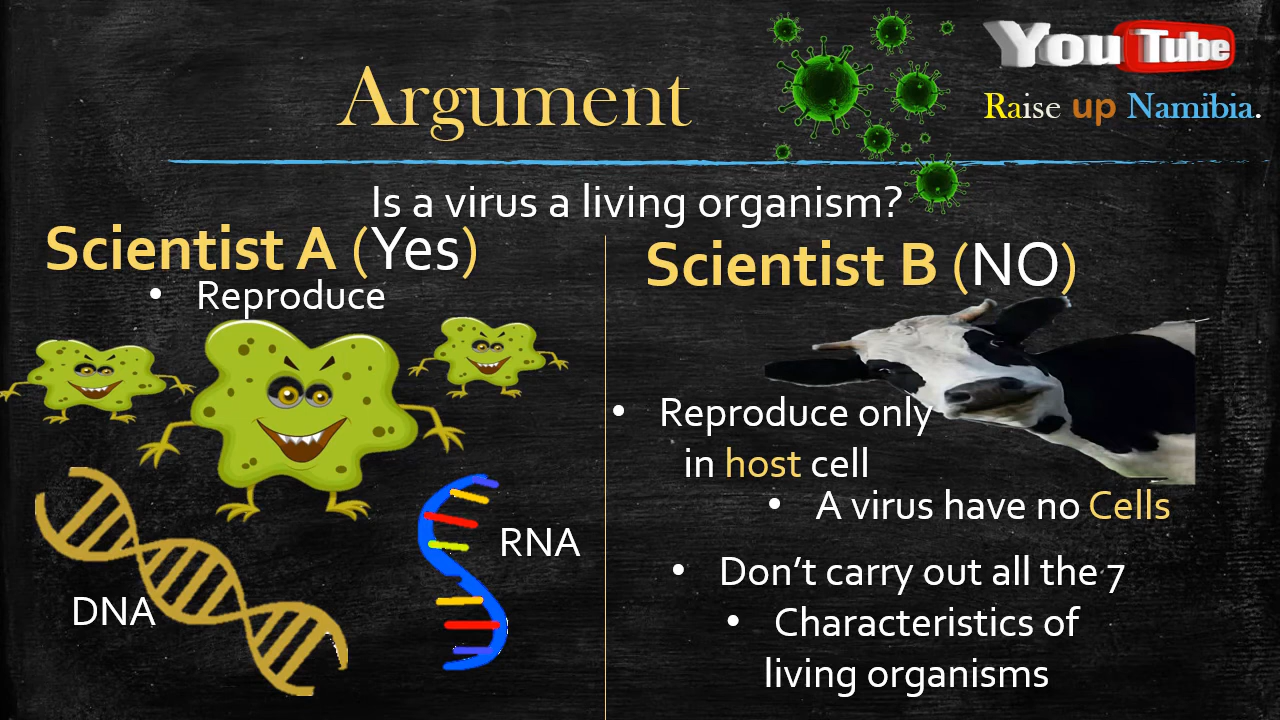 Argument
YouTube
Raise up Namibia.
Is a virus a living organism?
Scientist A (Yes)
• Reproduce
DNA
RNA
Scientist B (NO)
• Reproduce only
in host cell
• A virus have no Cells
• Don't carry out all the 7
• Characteristics of
living organisms